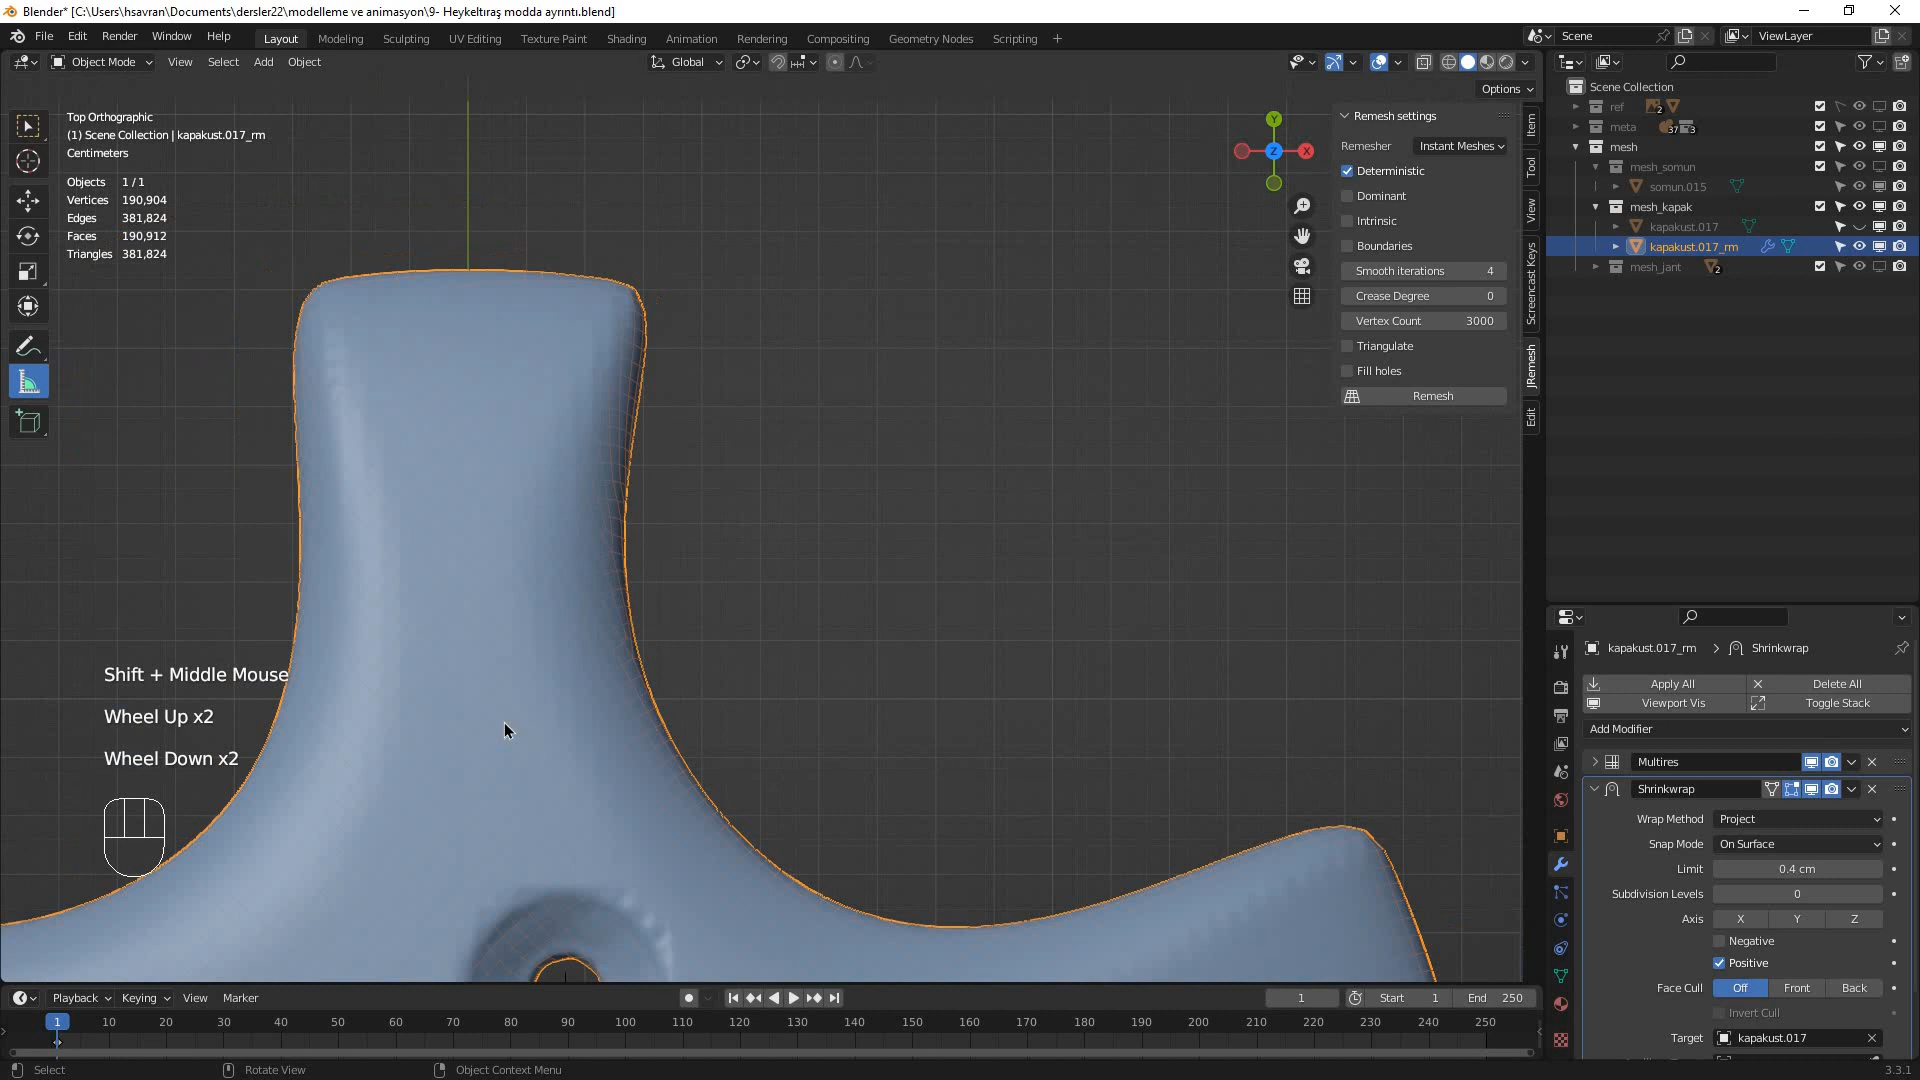 Blender* [C:\Users\hsavran\Documents\dersler22\modelleme ve animasyon\9- Heykeltıraş modda ayrıntı.blend]
File Edit Render Window Help Layout Modeling Sculpting UV Editing Texture Paint Shading Animation Rendering Compositing Geometry Nodes Scripting + Scene ViewLayer
Object Mode View Select Add Object Global
Options
Top Orthographic
(1) Scene Collection | kapakust.017_rm
Centimeters
Objects 1 / 1
Vertices 190,904
Edges 381,824
Faces 190,912
Triangles 381,824
Y
Z
X
Remesh settings
Remesher Instant Meshes
Deterministic
Dominant
Intrinsic
Boundaries
Smooth iterations 4
Crease Degree 0
Vertex Count 3000
Triangulate
Fill holes
Remesh
Item
Tool
View
Screencast Keys
JRemesh
Edit
Scene Collection
ref 2
meta 37 3
mesh
mesh_somun
somun.015
mesh_kapak
kapakust.017
kapakust.017_rm
mesh_jant 2
Shift + Middle Mouse
Wheel Up x2
Wheel Down x2
kapakust.017_rm > Shrinkwrap
Apply All Delete All
Viewport Vis Toggle Stack
Add Modifier
Multires
Shrinkwrap
Wrap Method Project
Snap Mode On Surface
Limit 0.4 cm
Subdivision Levels 0
Axis X Y Z
Negative
Positive
Face Cull Off Front Back
Invert Cull
Target kapakust.017
Playback Keying View Marker 1 Start 1 End 250
1 10 20 30 40 50 60 70 80 90 100 110 120 130 140 150 160 170 180 190 200 210 220 230 240 250
Select Rotate View Object Context Menu 3.3.1